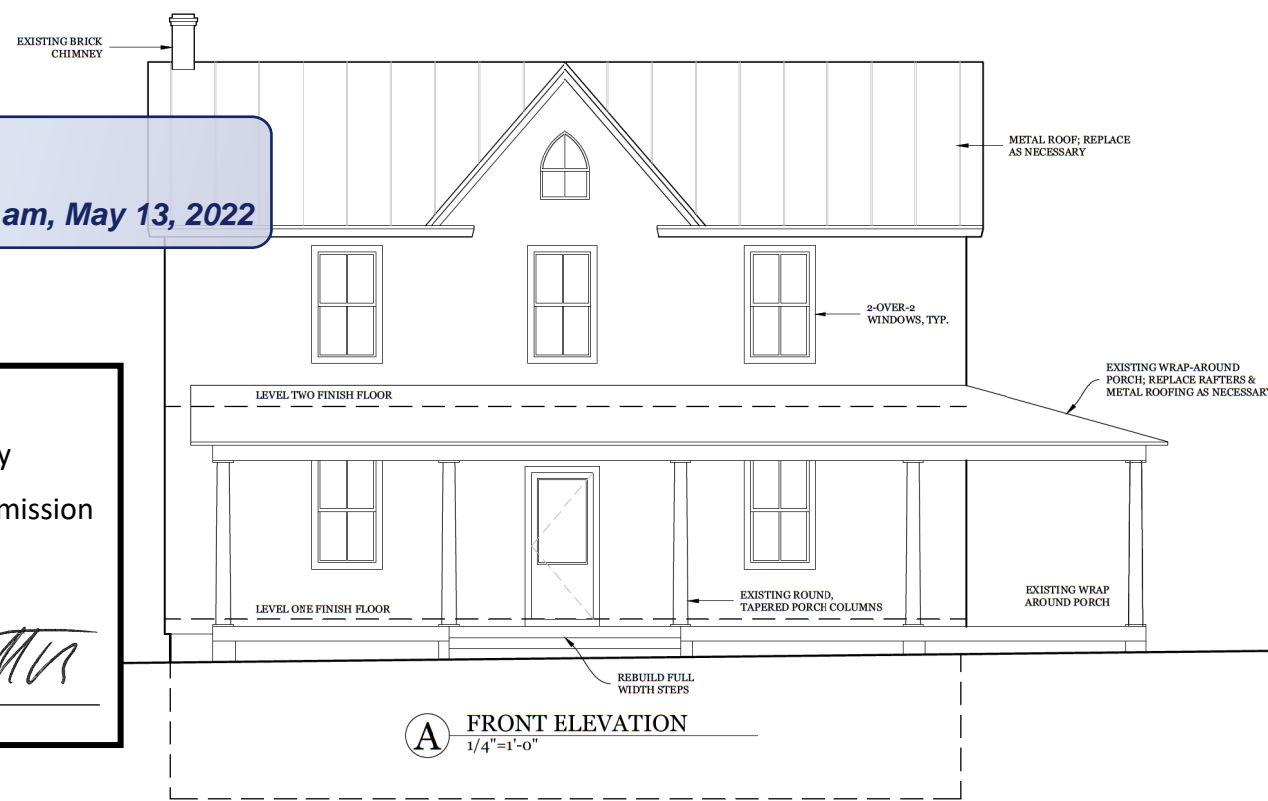 EXISTING BRICK
CHIMNEY
METAL ROOF; REPLACE
AS NECESSARY
am, May 13, 2022
2-OVER-2
WINDOWS, TYP.
EXISTING WRAP-AROUND
PORCH; REPLACE RAFTERS &
METAL ROOFING AS NECESSARY
LEVEL TWO FINISH FLOOR
y
mission
EXISTING ROUND,
TAPERED PORCH COLUMNS
EXISTING WRAP
AROUND PORCH
LEVEL ONE FINISH FLOOR
REBUILD FULL
WIDTH STEPS
A
FRONT ELEVATION
1/4"=1'-0"